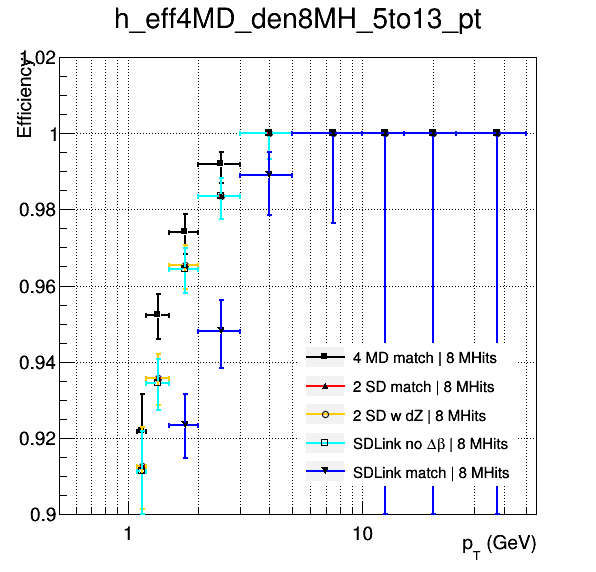 h_eff4MD_den8MH_5to13_pt
Efficiency
1.02
1
0.98
0.96
0.94
0.92
0.9
4 MD match | 8 MHits
2 SD match | 8 MHits
2 SD w dZ | 8 MHits
SDLink no Δβ | 8 MHits
SDLink match | 8 MHits
1
10
p_T (GeV)